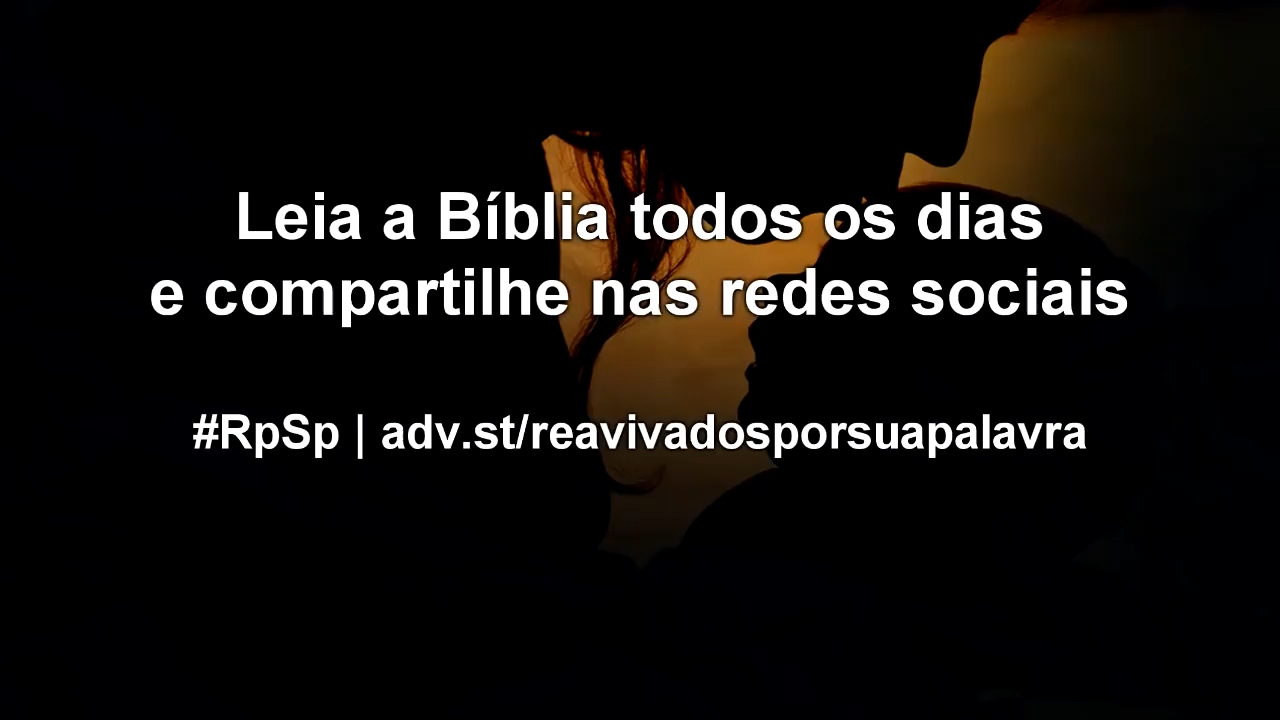 Leia a Bíblia todos os dias
e compartilhe nas redes sociais
#RpSp | adv.st/reavivadosporsuapalavra